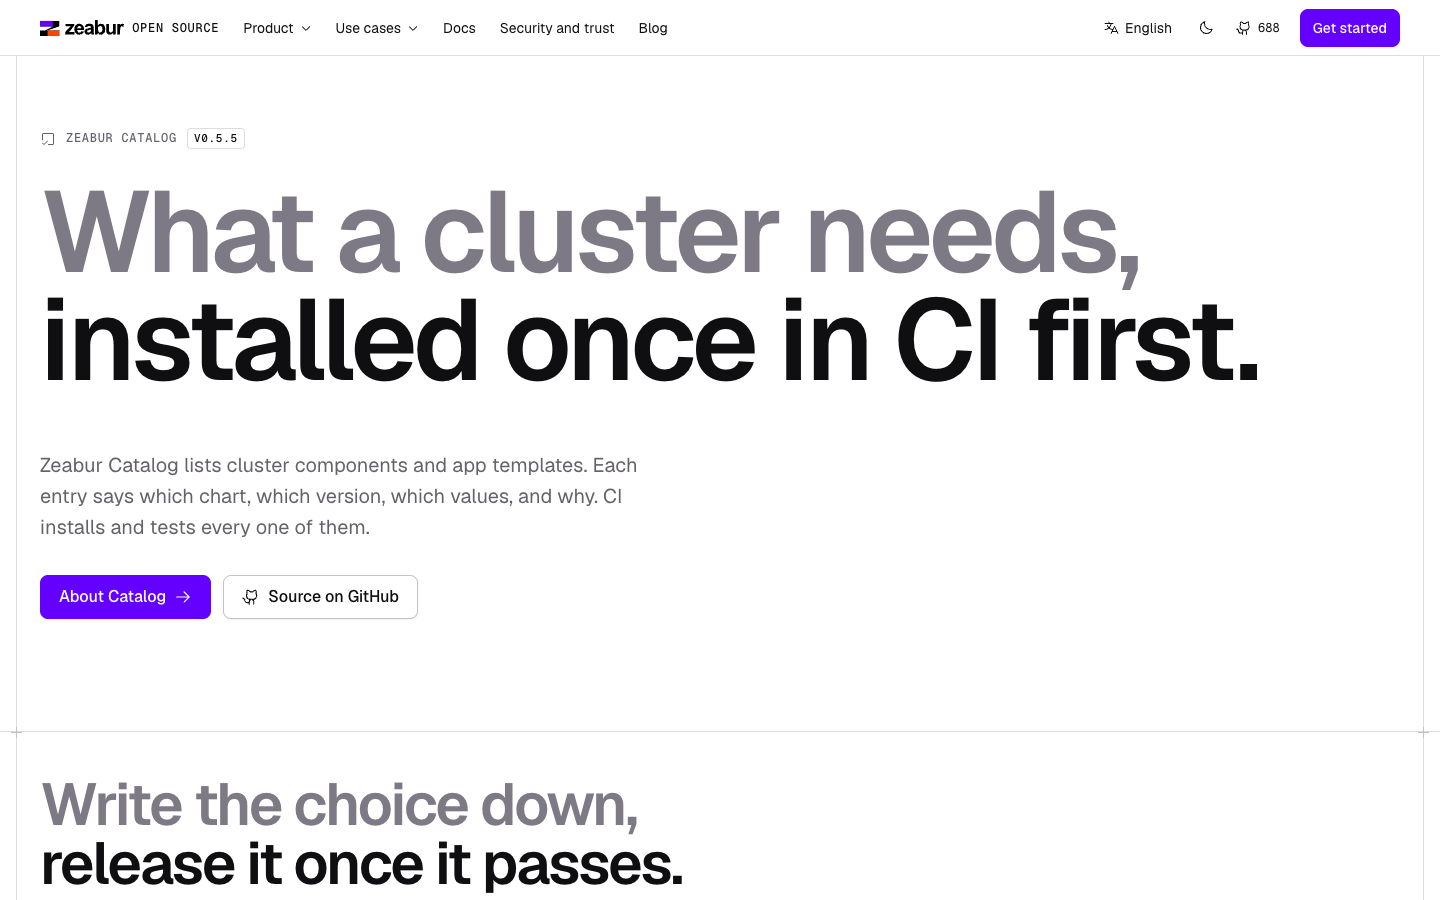 zeabur OPEN SOURCE Product Use cases Docs Security and trust Blog English 688 Get started
ZEABUR CATALOG V0.5.5
What a cluster needs,
installed once in CI first.
Zeabur Catalog lists cluster components and app templates. Each
entry says which chart, which version, which values, and why. CI
installs and tests every one of them.
About Catalog Source on GitHub
Write the choice down,
release it once it passes.